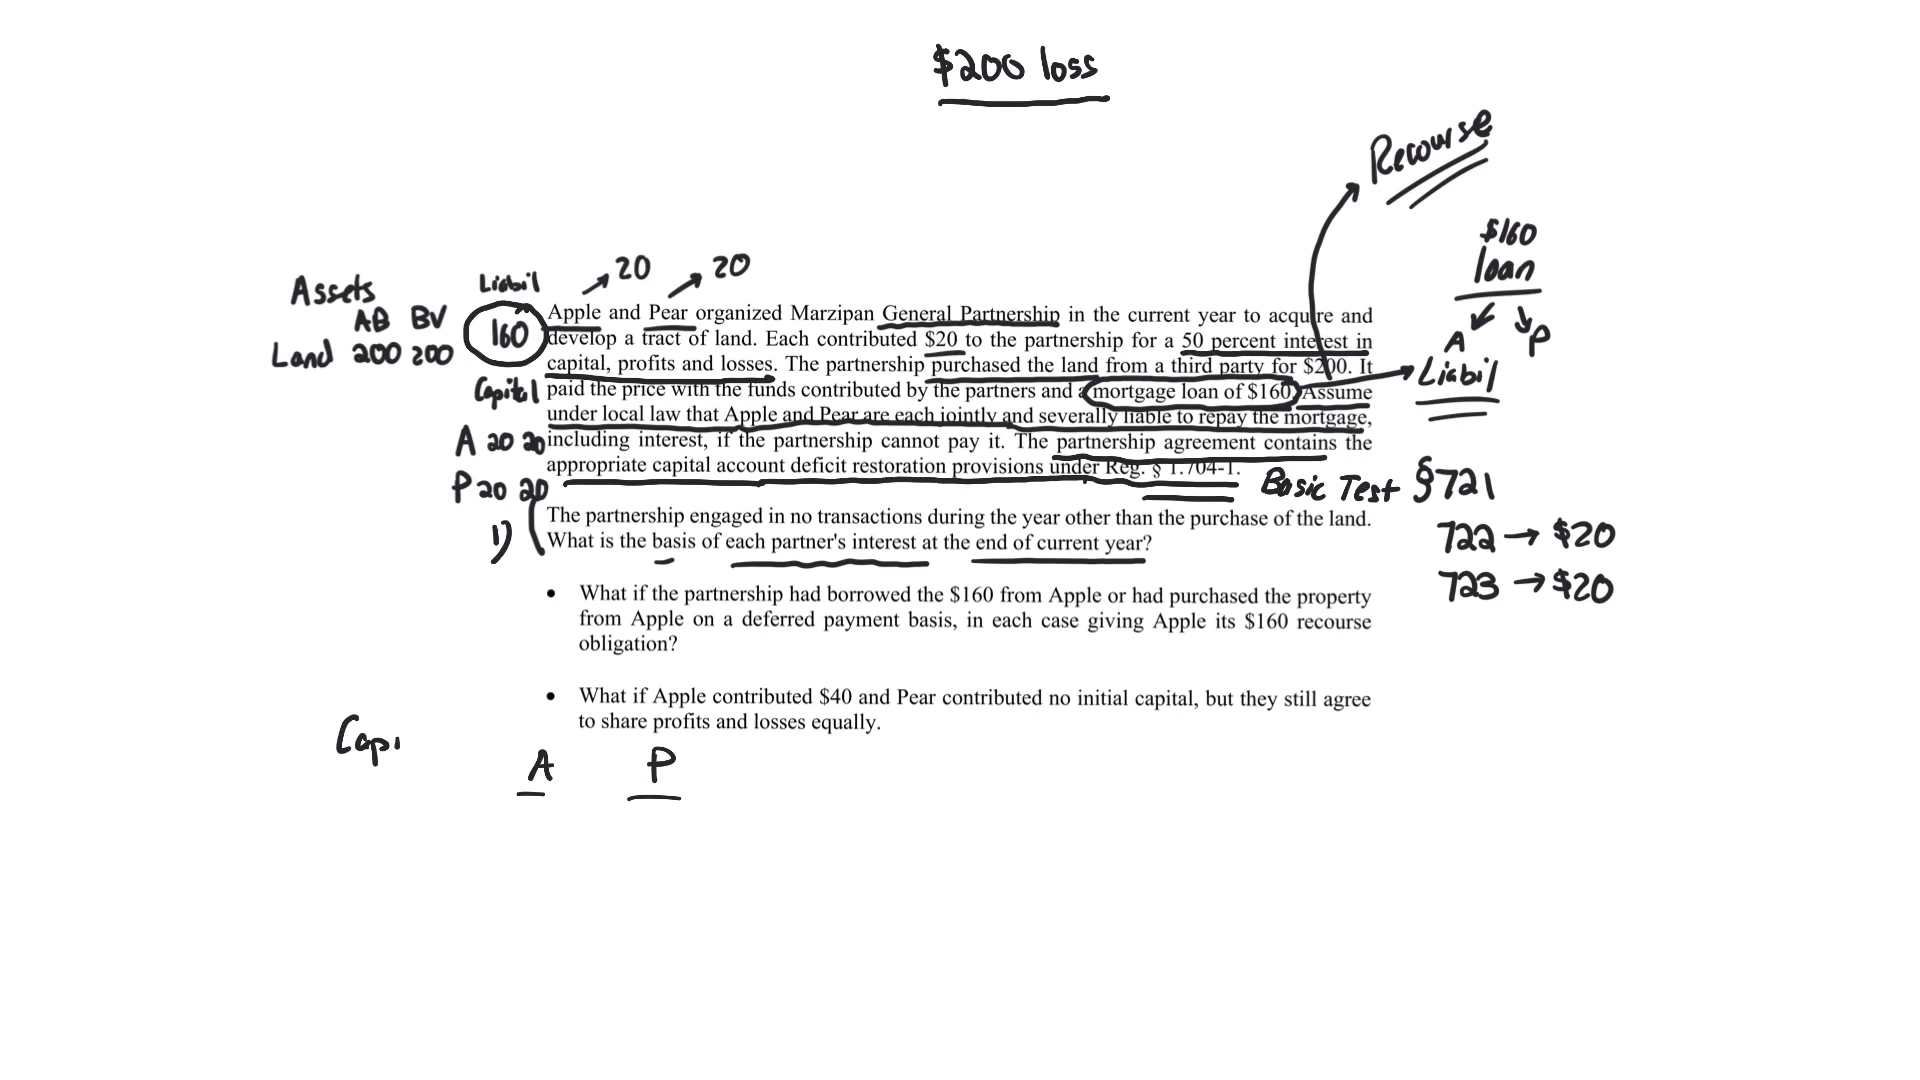 $200 loss
Recourse
$160
loan
A P
Liabil
Assets
AB BV
Land 200 200
Liabil
160
Capital
A 20 20
P 20 20
20 20
Apple and Pear organized Marzipan General Partnership in the current year to acquire and
develop a tract of land. Each contributed $20 to the partnership for a 50 percent interest in
capital, profits and losses. The partnership purchased the land from a third party for $200. It
paid the price with the funds contributed by the partners and a mortgage loan of $160. Assume
under local law that Apple and Pear are each jointly and severally liable to repay the mortgage,
including interest, if the partnership cannot pay it. The partnership agreement contains the
appropriate capital account deficit restoration provisions under Reg. § 1.704-1.
Basic Test §721
722 → $20
723 → $20
1)
The partnership engaged in no transactions during the year other than the purchase of the land.
What is the basis of each partner's interest at the end of current year?
• What if the partnership had borrowed the $160 from Apple or had purchased the property
from Apple on a deferred payment basis, in each case giving Apple its $160 recourse
obligation?
• What if Apple contributed $40 and Pear contributed no initial capital, but they still agree
to share profits and losses equally.
Capi
A P